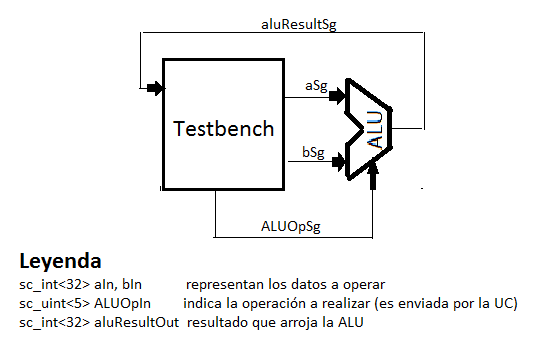 aluResultSg
aSg
Testbench
ALU
bSg
ALUOpSg
Leyenda
sc_int<32> aIn, bIn representan los datos a operar
sc_uint<5> ALUOpIn indica la operación a realizar (es enviada por la UC)
sc_int<32> aluResultOut resultado que arroja la ALU